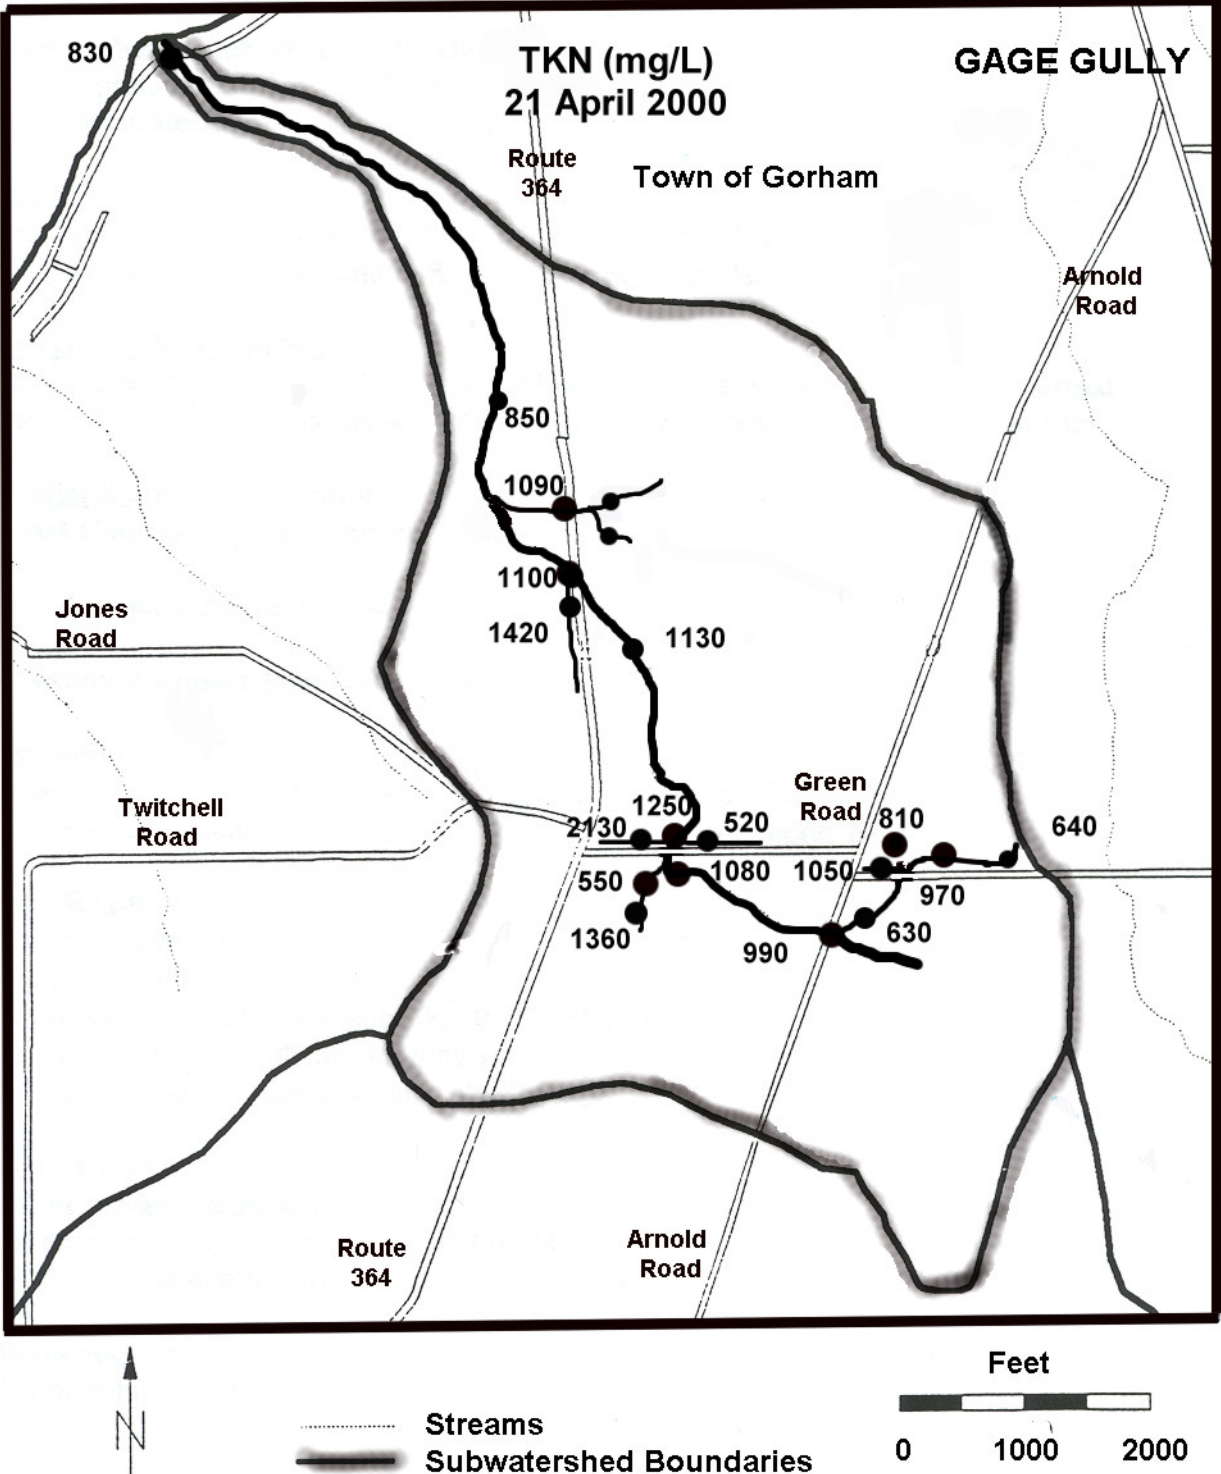 830
TKN (mg/L)
21 April 2000
GAGE GULLY
Route
364
Town of Gorham
Arnold
Road
850
1090
1100
1420
1130
Jones
Road
Twitchell
Road
Green
Road
1250
2130
520
810
640
550
1080
1050
970
1360
990
630
Route
364
Arnold
Road
N
Feet
0 1000 2000
Streams
Subwatershed Boundaries